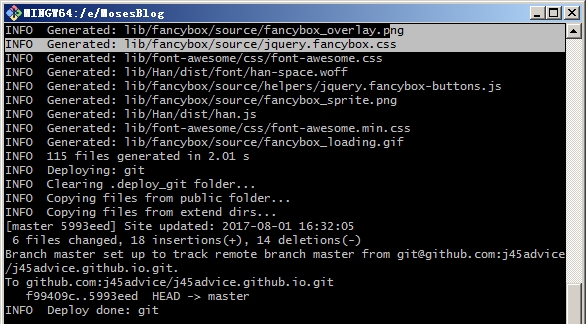 MINGW64:/e/MosesBlog
INFO  Generated: lib/fancybox/source/fancybox_overlay.png
INFO  Generated: lib/fancybox/source/jquery.fancybox.css
INFO  Generated: lib/font-awesome/css/font-awesome.css
INFO  Generated: lib/Han/dist/font/han-space.woff
INFO  Generated: lib/fancybox/source/helpers/jquery.fancybox-buttons.js
INFO  Generated: lib/fancybox/source/fancybox_sprite.png
INFO  Generated: lib/Han/dist/han.js
INFO  Generated: lib/font-awesome/css/font-awesome.min.css
INFO  Generated: lib/fancybox/source/fancybox_loading.gif
INFO  115 files generated in 2.01 s
INFO  Deploying: git
INFO  Clearing .deploy_git folder...
INFO  Copying files from public folder...
INFO  Copying files from extend dirs...
[master 5993eed] Site updated: 2017-08-01 16:32:05
 6 files changed, 18 insertions(+), 14 deletions(-)
Branch master set up to track remote branch master from git@github.com:j45advice
/j45advice.github.io.git.
To github.com:j45advice/j45advice.github.io.git
   f99409c..5993eed  HEAD -> master
INFO  Deploy done: git